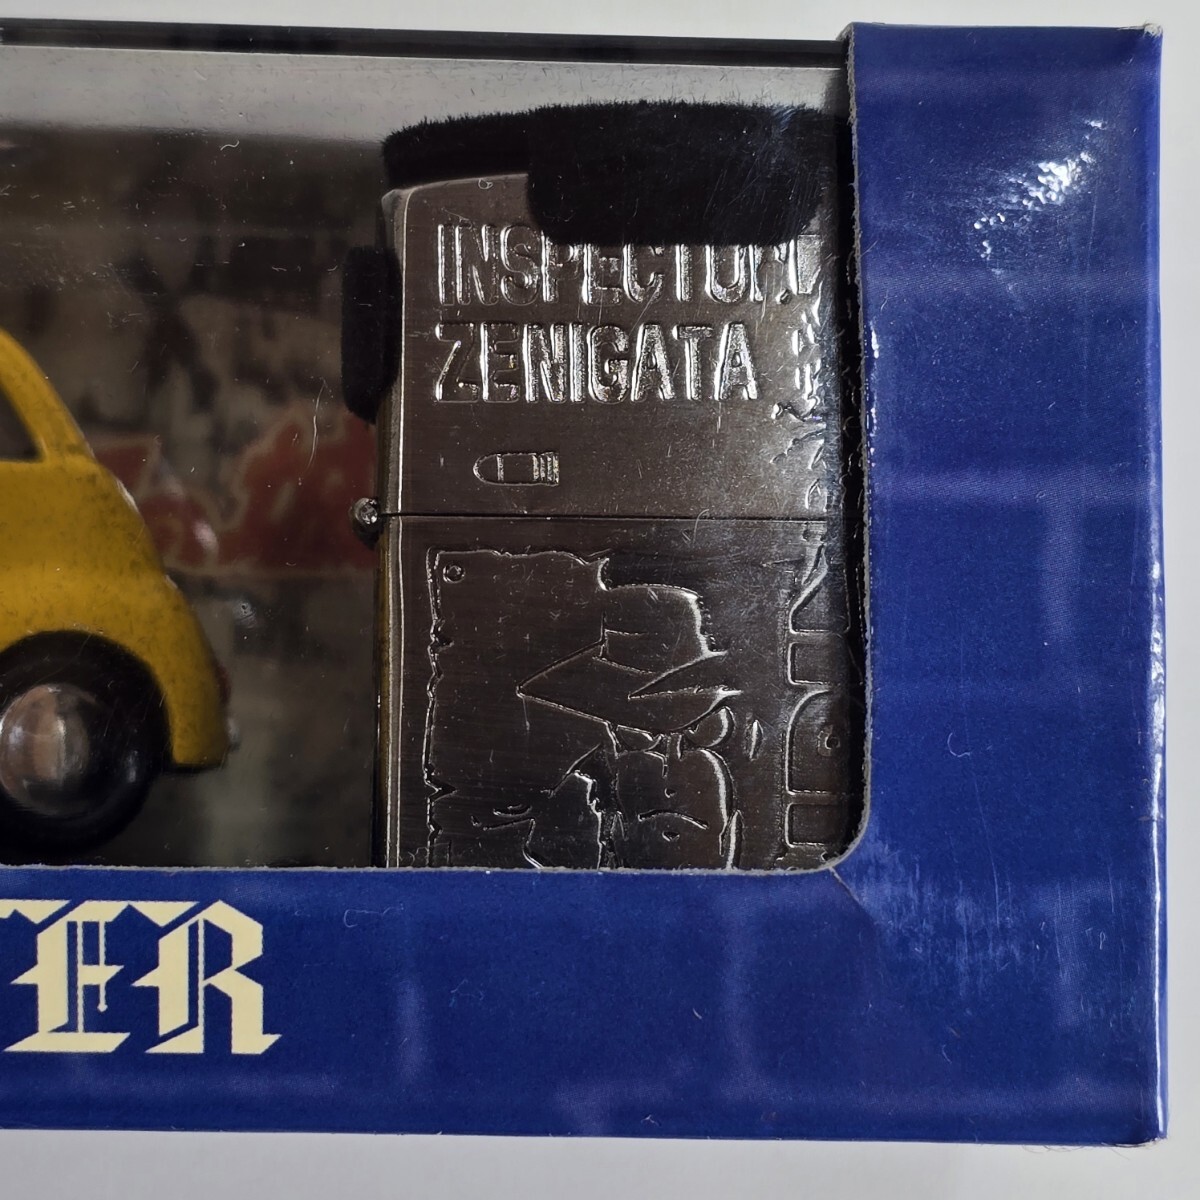 INSPECTOR
ZENIGATA
TER